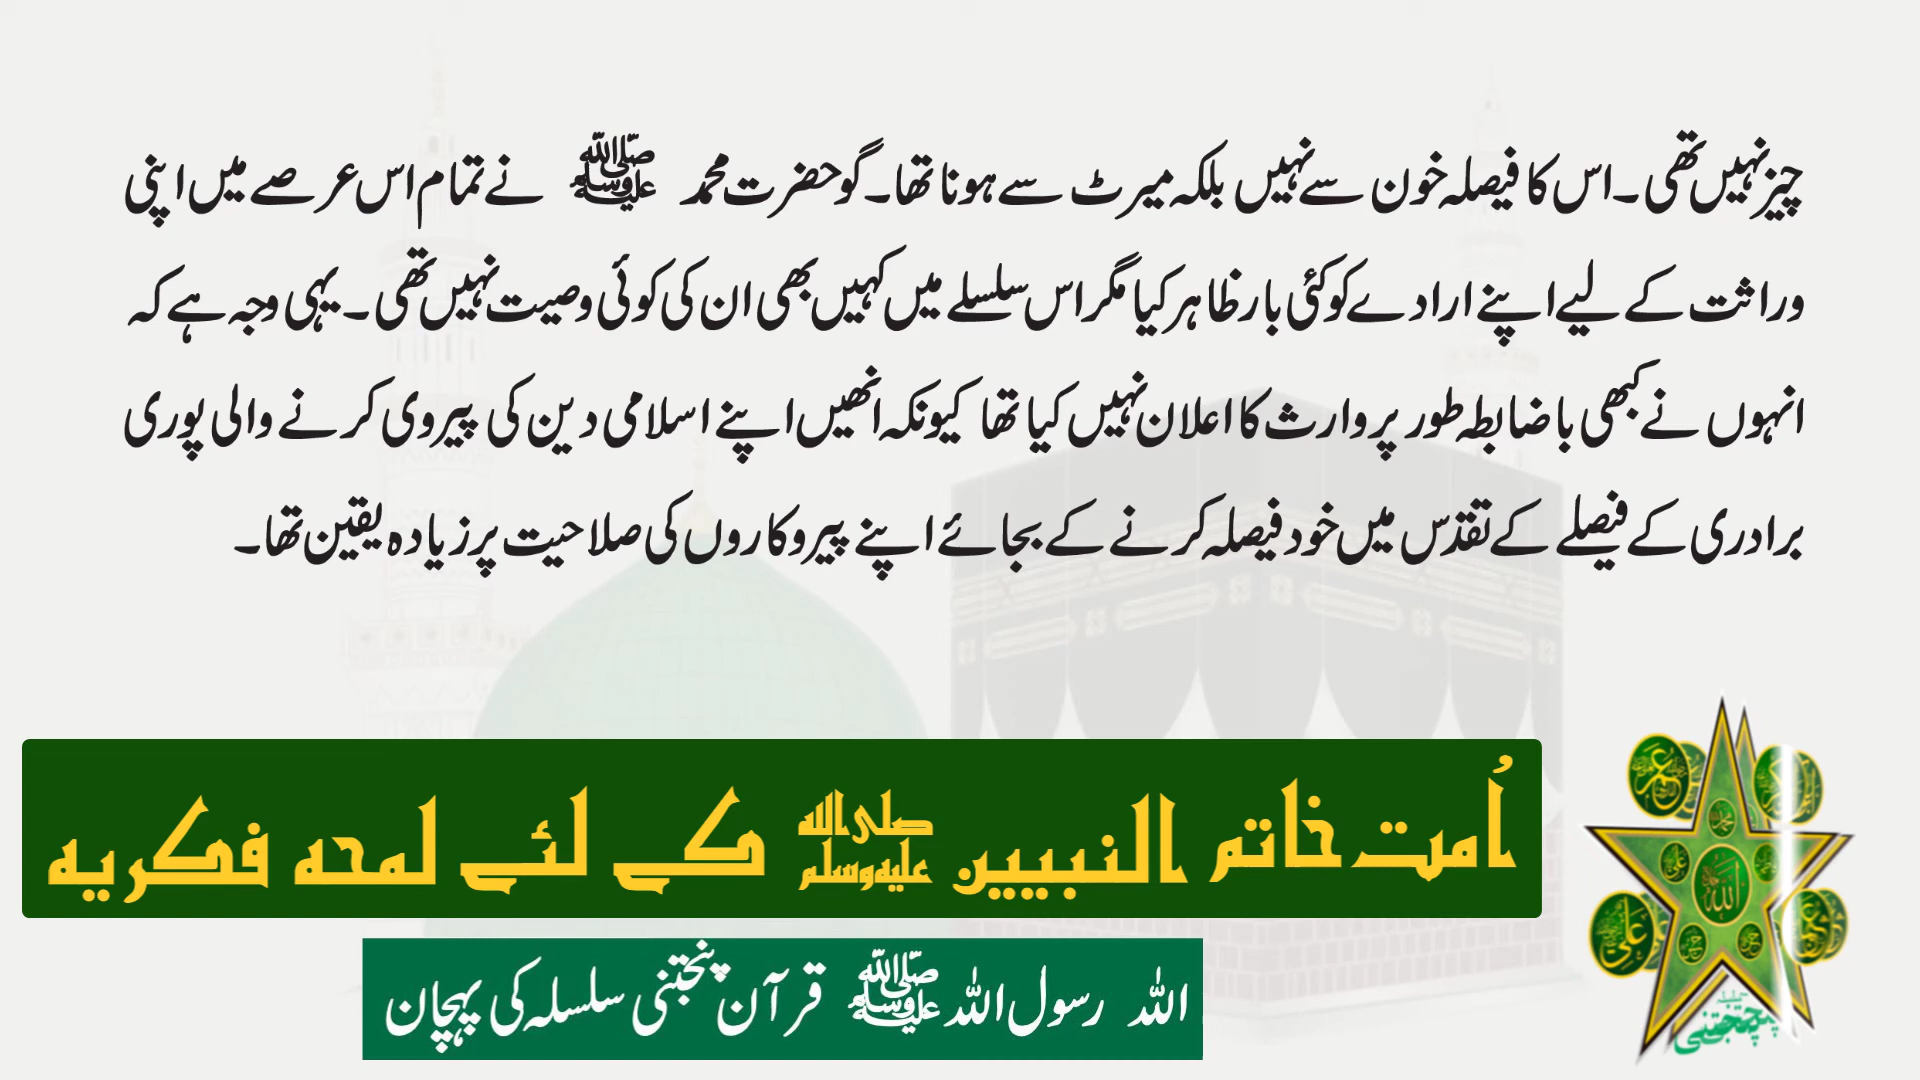 چیز نہیں تھی۔ اس کا فیصلہ خون سے نہیں بلکہ میرٹ سے ہونا تھا۔ گو حضرت محمد ﷺ نے تمام اس عرصے میں اپنی
وراثت کے لیے اپنے ارادے کو کئی بار ظاہر کیا مگر اس سلسلے میں کہیں بھی ان کی کوئی وصیت نہیں تھی۔ یہی وجہ ہے کہ
انہوں نے کبھی باضابطہ طور پر وارث کا اعلان نہیں کیا تھا کیونکہ انھیں اپنے اسلامی دین کی پیروی کرنے والی پوری
برادری کے فیصلے کے تقدّس میں خود فیصلہ کرنے کے بجائے اپنے پیروکاروں کی صلاحیت پر زیادہ یقین تھا۔
اُمت خاتم النبیین ﷺ کے لئے لمحہ فکریہ
اللہ رسول اللہ ﷺ قرآن پنجتنی سلسلہ کی پہچان
عمر
علی
اللہ
پنجتنی